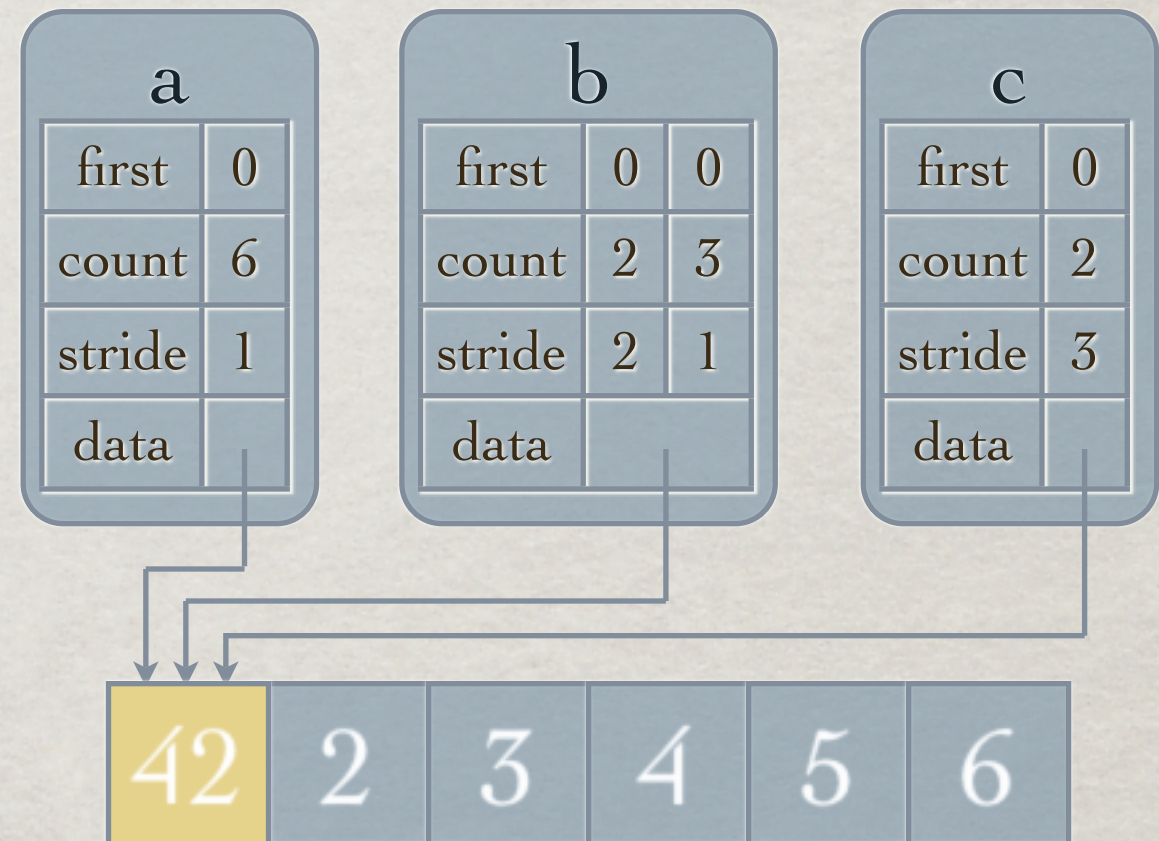 a
first 0
count 6
stride 1
data
b
first 0 0
count 2 3
stride 2 1
data
c
first 0
count 2
stride 3
data
42 2 3 4 5 6